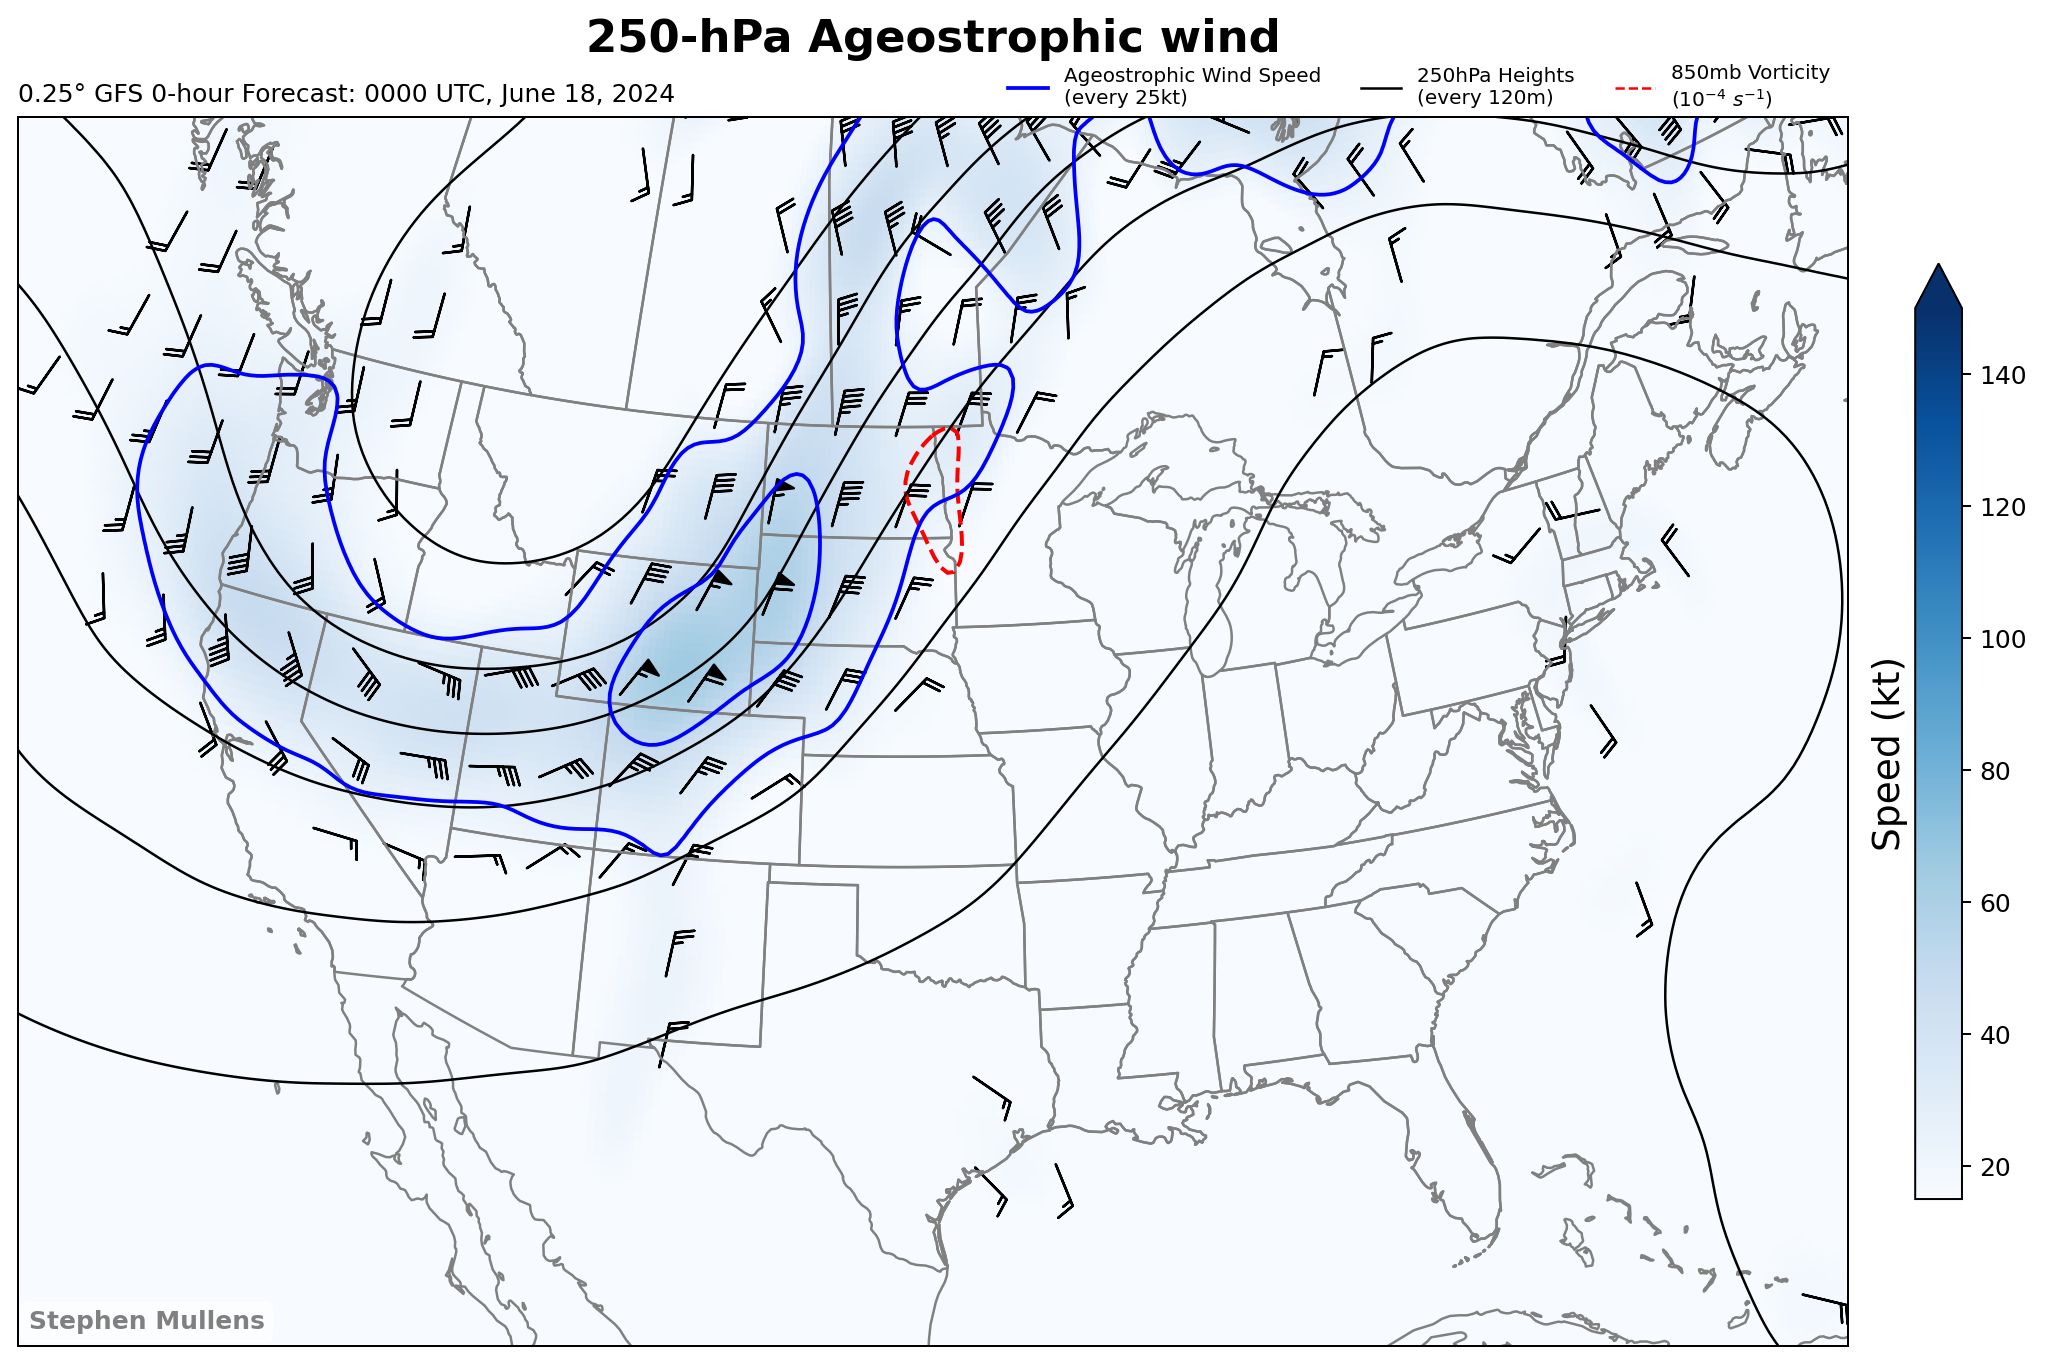 250-hPa Ageostrophic wind
0.25° GFS 0-hour Forecast: 0000 UTC, June 18, 2024
Ageostrophic Wind Speed
(every 25kt)
250hPa Heights
(every 120m)
850mb Vorticity
(10⁻⁴ s⁻¹)
140
120
100
80
60
40
20
Speed (kt)
Stephen Mullens